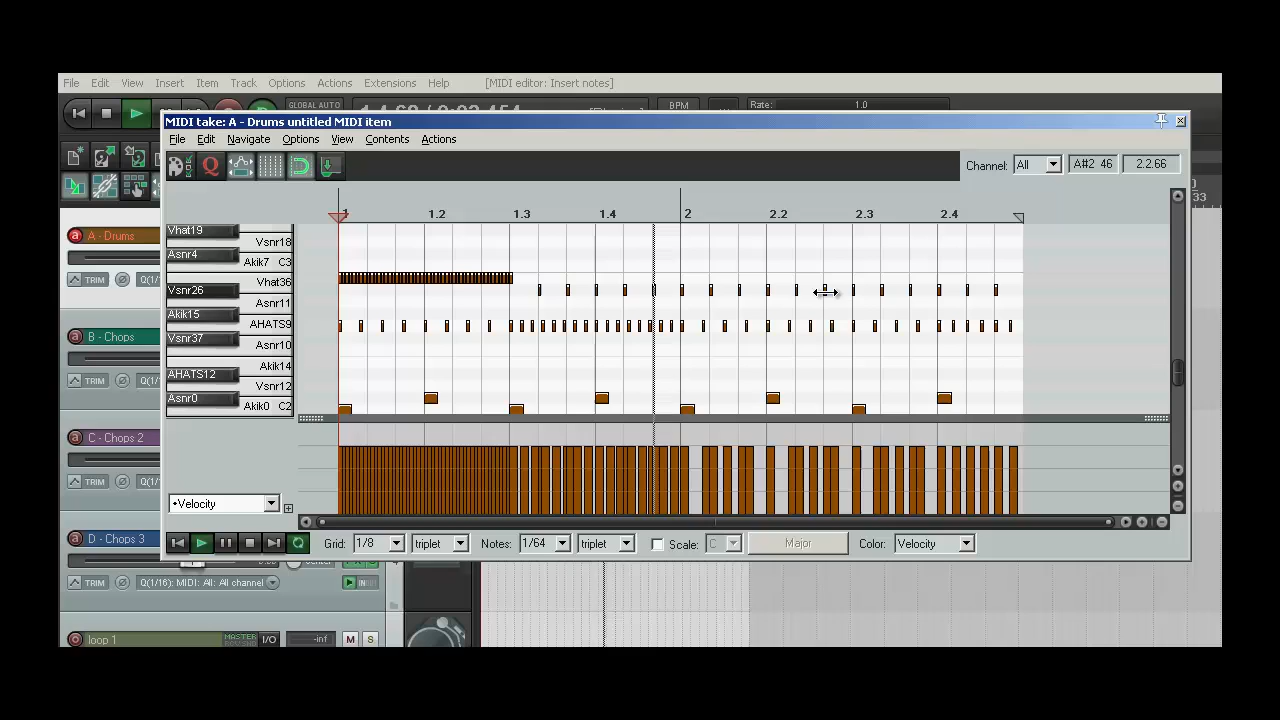 File Edit View Insert Item Track Options Actions Extensions Help [MIDI editor: Insert notes]
GLOBAL AUTO
BPM
Rate: 1.0
MIDI take: A - Drums untitled MIDI item
File Edit Navigate Options View Contents Actions
Q
Channel: All A#2 46 2.2.66
33
1 1.2 1.3 1.4 2 2.2 2.3 2.4
Vhat19
Vsnr18
Asnr4
Akik7 C3
Vhat36
Vsnr26
Asnr11
Akik15
AHATS9
Vsnr37
Asnr10
Akik14
AHATS12
Vsnr12
Asnr0
Akik0 C2
a A - Drums
TRIM Q(1/
a B - Chops
TRIM Q(1/
a C - Chops 2
TRIM Q(1/
a D - Chops 3
•Velocity
Grid: 1/8 triplet Notes: 1/64 triplet Scale: C Major Color: Velocity
TRIM Q(1/16): MIDI: All: All channel
loop 1 MASTER I/O -inf M S